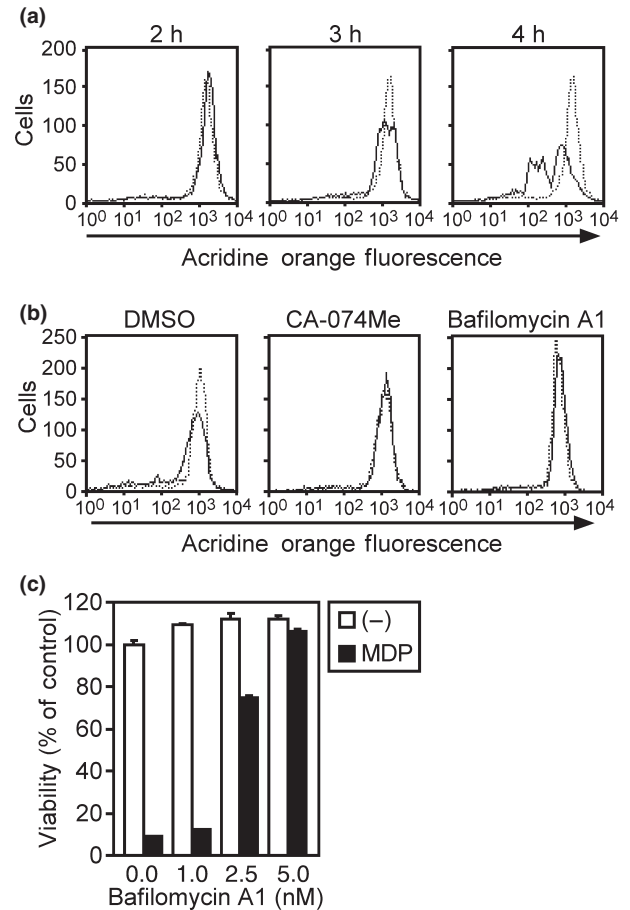 (a)
2 h 3 h 4 h
200
150
100
50
0
Cells
10⁰ 10¹ 10² 10³ 10⁴ 10⁰ 10¹ 10² 10³ 10⁴ 10⁰ 10¹ 10² 10³ 10⁴
Acridine orange fluorescence
(b)
DMSO CA-074Me Bafilomycin A1
250
200
150
100
50
0
Cells
10⁰ 10¹ 10² 10³ 10⁴ 10⁰ 10¹ 10² 10³ 10⁴ 10⁰ 10¹ 10² 10³ 10⁴
Acridine orange fluorescence
(c)
120
100
80
60
40
20
0
Viability (% of control)
(–)
MDP
0.0 1.0 2.5 5.0
Bafilomycin A1 (nM)